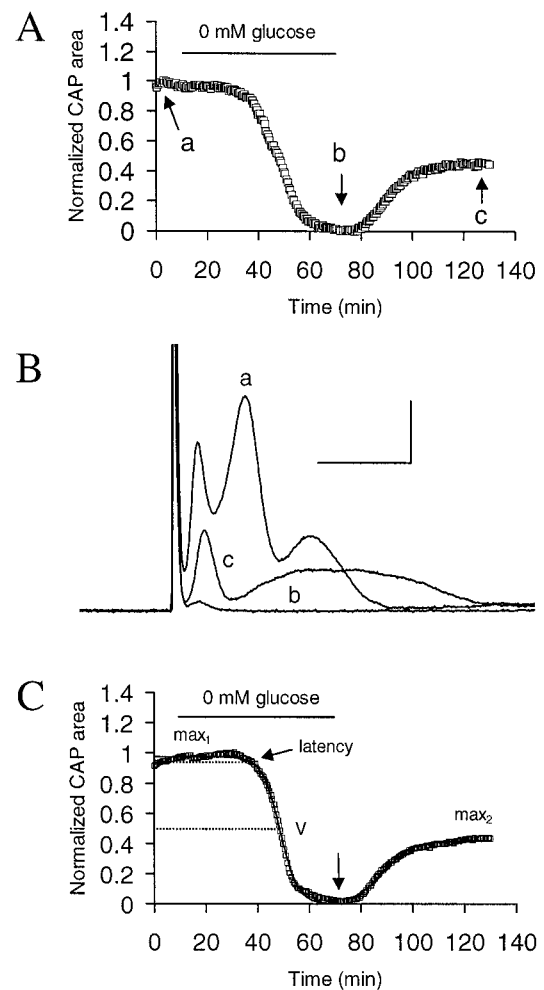 A
1.4
1.2
1
0.8
0.6
0.4
0.2
0
Normalized CAP area
0 mM glucose
a
b
c
0 20 40 60 80 100 120 140
Time (min)
B
a
c
b
C
1.4
1.2
1
0.8
0.6
0.4
0.2
0
Normalized CAP area
0 mM glucose
max1
latency
V
max2
0 20 40 60 80 100 120 140
Time (min)